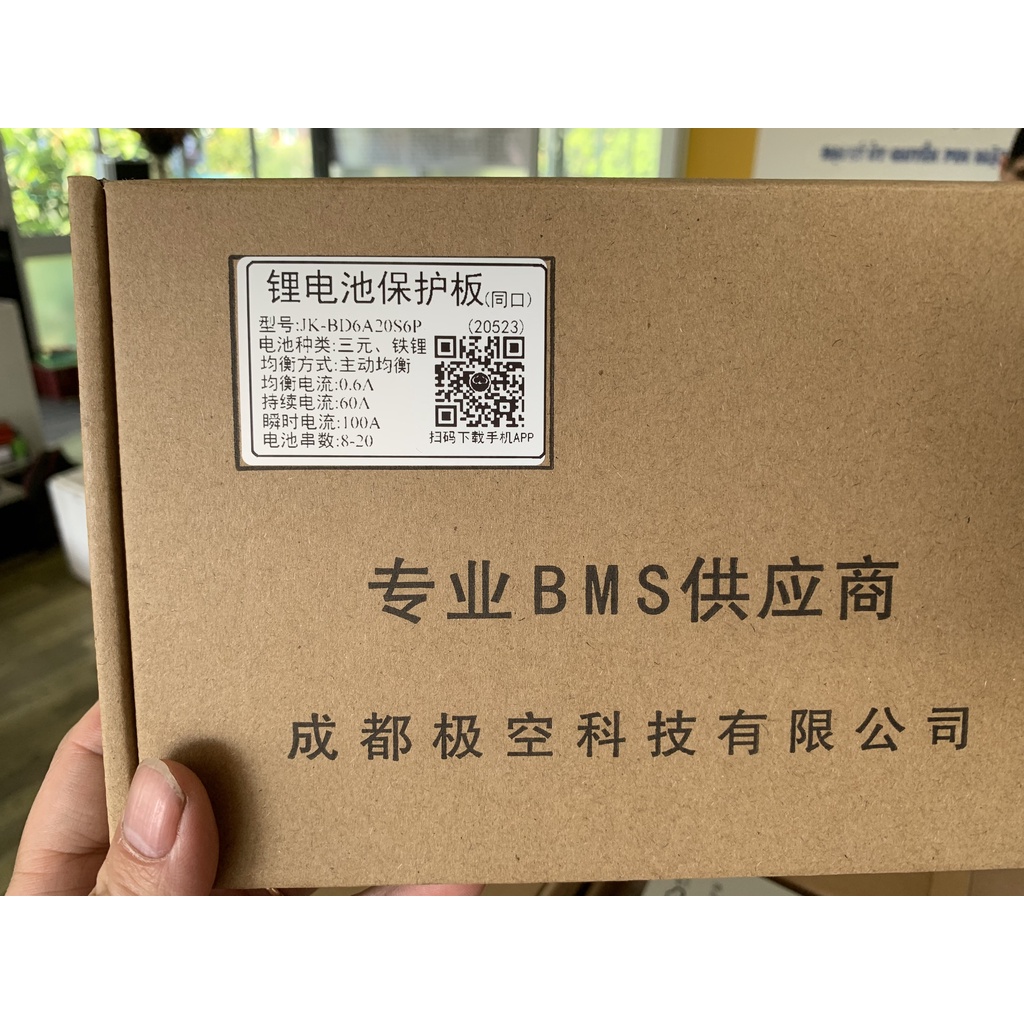 锂电池保护板(同口)
型号:JK-BD6A20S6P (20523)
电池种类:三元、铁锂
均衡方式:主动均衡
均衡电流:0.6A
持续电流:60A
瞬时电流:100A
电池串数:8-20
扫码下载手机APP
专业BMS供应商
成都极空科技有限公司